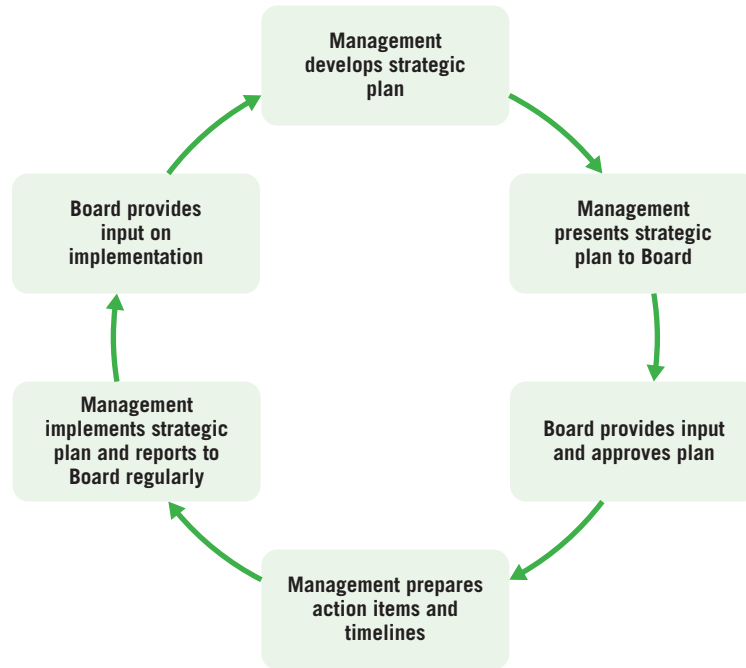 Management
develops strategic
plan
Management
presents strategic
plan to Board
Board provides input
and approves plan
Management prepares
action items and
timelines
Management
implements strategic
plan and reports to
Board regularly
Board provides
input on
implementation